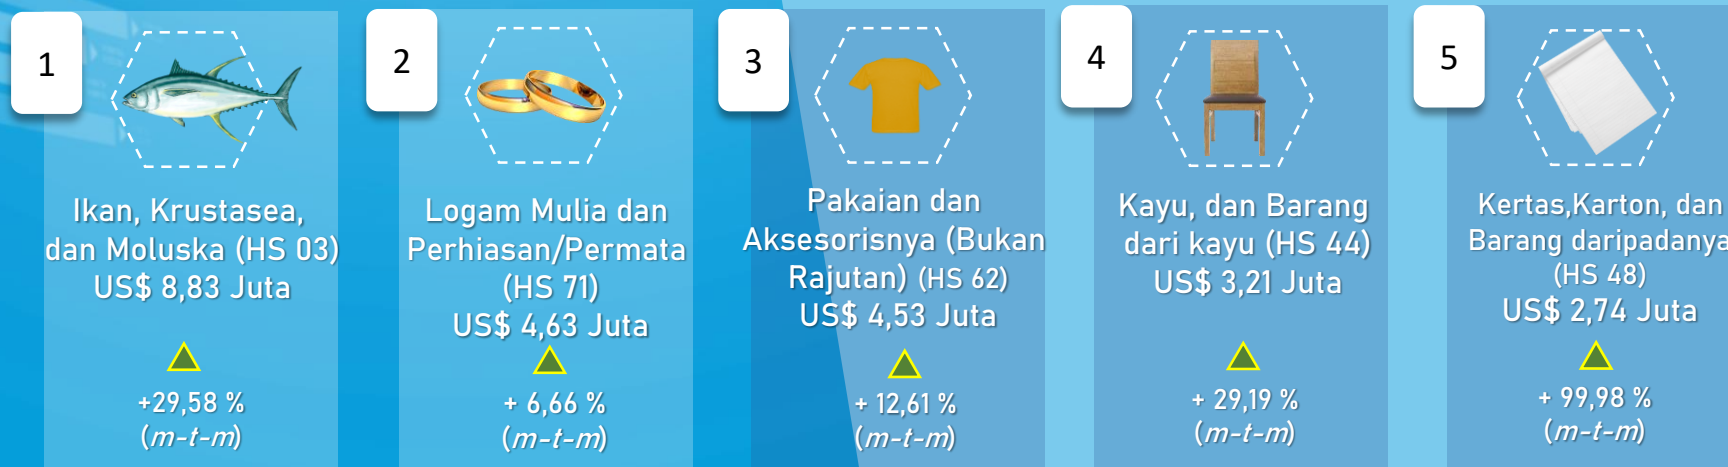 1
Ikan, Krustasea,
dan Moluska (HS 03)
US$ 8,83 Juta
+29,58 %
(m-t-m)
2
Logam Mulia dan
Perhiasan/Permata
(HS 71)
US$ 4,63 Juta
+ 6,66 %
(m-t-m)
3
Pakaian dan
Aksesorisnya (Bukan
Rajutan) (HS 62)
US$ 4,53 Juta
+ 12,61 %
(m-t-m)
4
Kayu, dan Barang
dari kayu (HS 44)
US$ 3,21 Juta
+ 29,19 %
(m-t-m)
5
Kertas,Karton, dan
Barang daripadanya
(HS 48)
US$ 2,74 Juta
+ 99,98 %
(m-t-m)